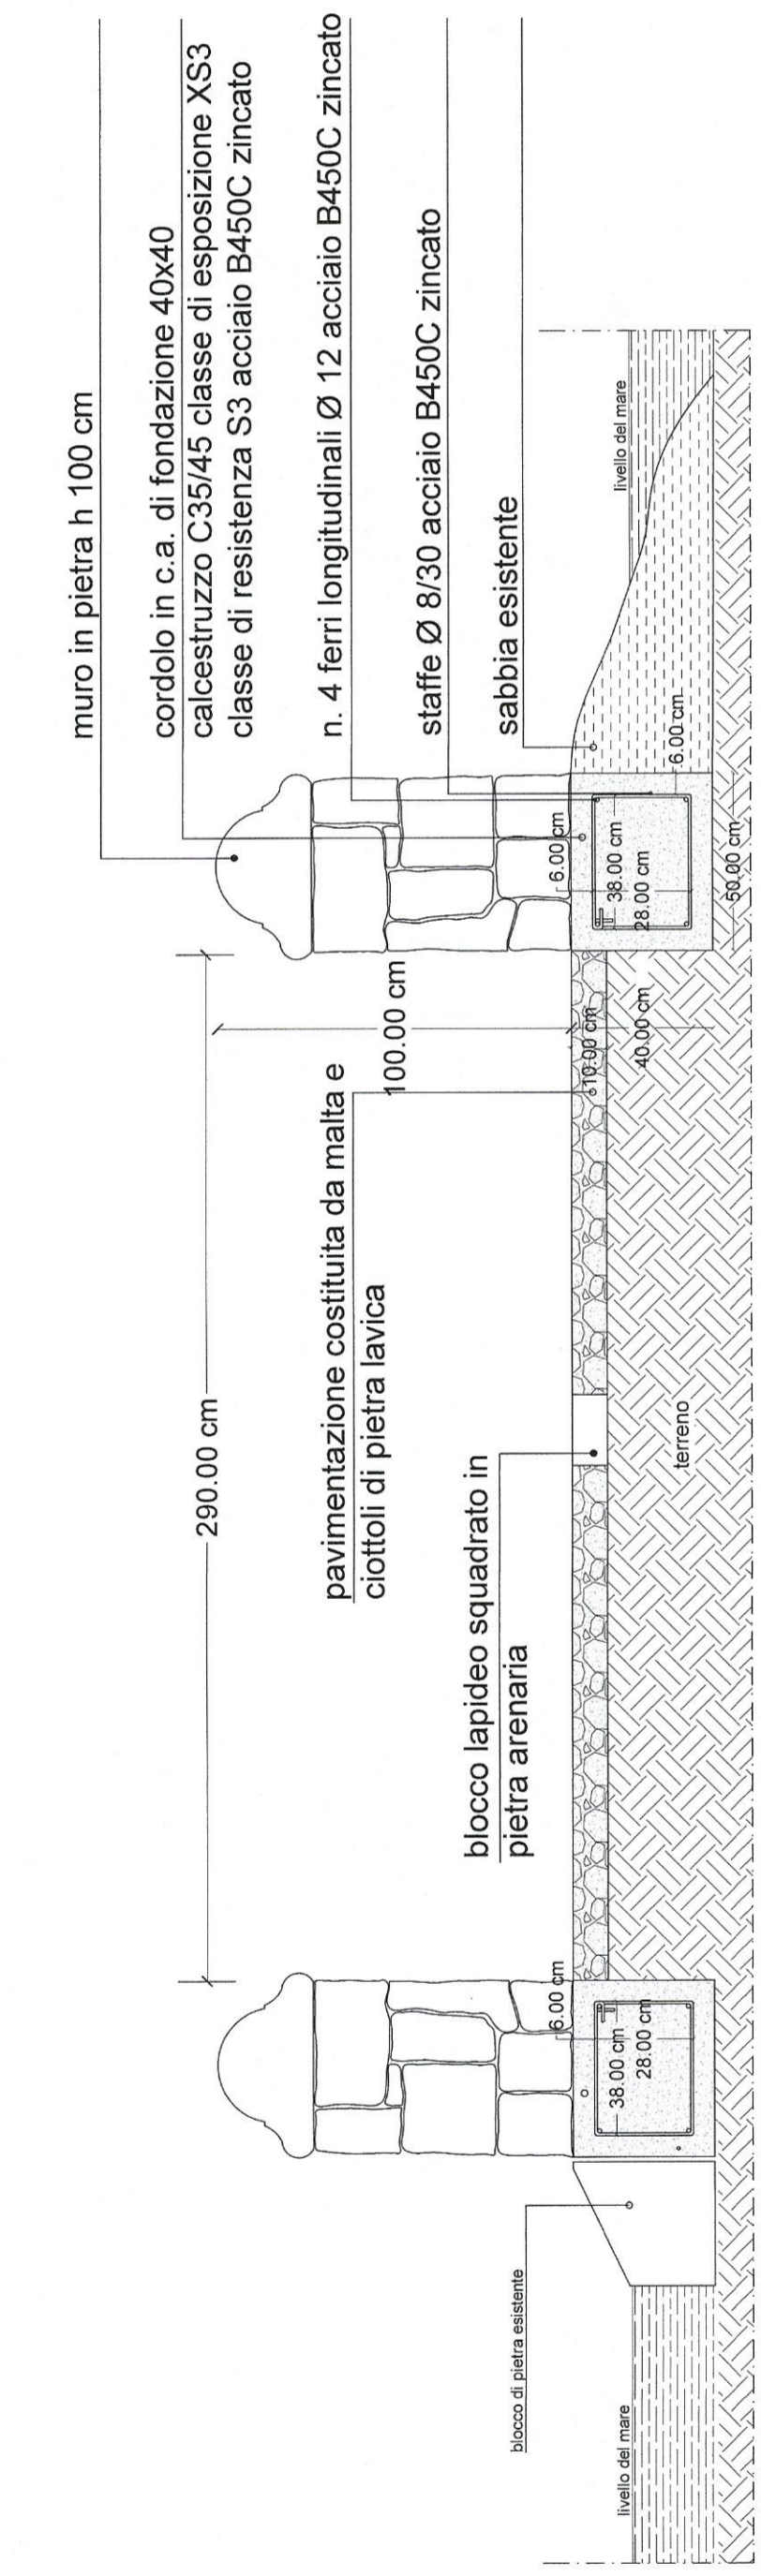 muro in pietra h 100 cm
cordolo in c.a. di fondazione 40x40
calcestruzzo C35/45 classe di esposizione XS3
classe di resistenza S3 acciaio B450C zincato
n. 4 ferri longitudinali Ø 12 acciaio B450C zincato
staffe Ø 8/30 acciaio B450C zincato
sabbia esistente
livello del mare
290.00 cm
100.00 cm
pavimentazione costituita da malta e
ciottoli di pietra lavica
blocco lapideo squadrato in
pietra arenaria
6.00 cm
38.00 cm
28.00 cm
6.00 cm
50.00 cm
10.00 cm
40.00 cm
terreno
6.00 cm
38.00 cm
28.00 cm
blocco di pietra esistente
livello del mare